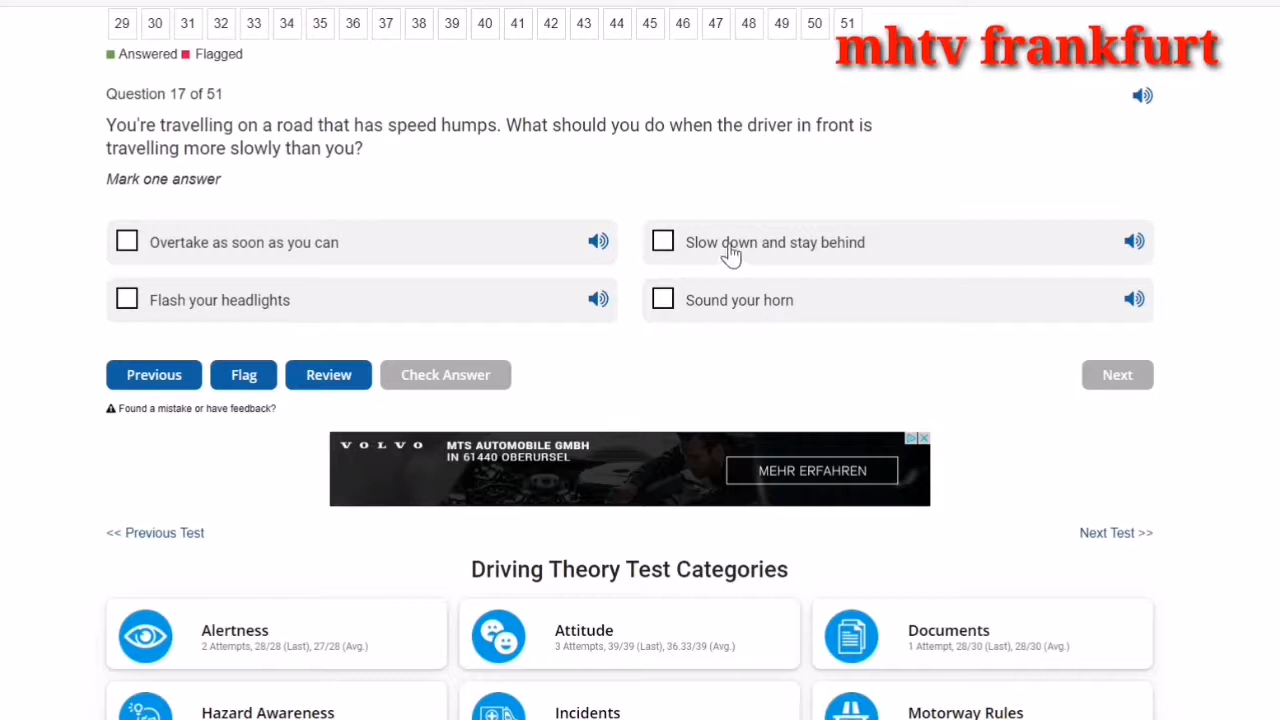 29 30 31 32 33 34 35 36 37 38 39 40 41 42 43 44 45 46 47 48 49 50 51
mhtv frankfurt
Answered Flagged
Question 17 of 51
You're travelling on a road that has speed humps. What should you do when the driver in front is
travelling more slowly than you?
Mark one answer
Overtake as soon as you can
Slow down and stay behind
Flash your headlights
Sound your horn
Previous Flag Review Check Answer Next
Found a mistake or have feedback?
VOLVO MTS AUTOMOBILE GMBH
IN 61440 OBERURSEL
MEHR ERFAHREN
<< Previous Test Next Test >>
Driving Theory Test Categories
Alertness
2 Attempts, 28/28 (Last), 27/28 (Avg.)
Attitude
3 Attempts, 39/39 (Last), 36.33/39 (Avg.)
Documents
1 Attempt, 28/30 (Last), 28/30 (Avg.)
Hazard Awareness
Incidents
Motorway Rules